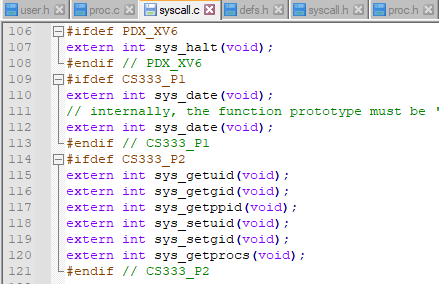 user.h proc.c syscall.c defs.h syscall.h proc.h
106 #ifdef PDX_XV6
107 extern int sys_halt(void);
108 #endif // PDX_XV6
109 #ifdef CS333_P1
110 extern int sys_date(void);
111 // internally, the function prototype must be '
112 extern int sys_date(void);
113 #endif // CS333_P1
114 #ifdef CS333_P2
115 extern int sys_getuid(void);
116 extern int sys_getgid(void);
117 extern int sys_getppid(void);
118 extern int sys_setuid(void);
119 extern int sys_setgid(void);
120 extern int sys_getprocs(void);
121 #endif // CS333_P2